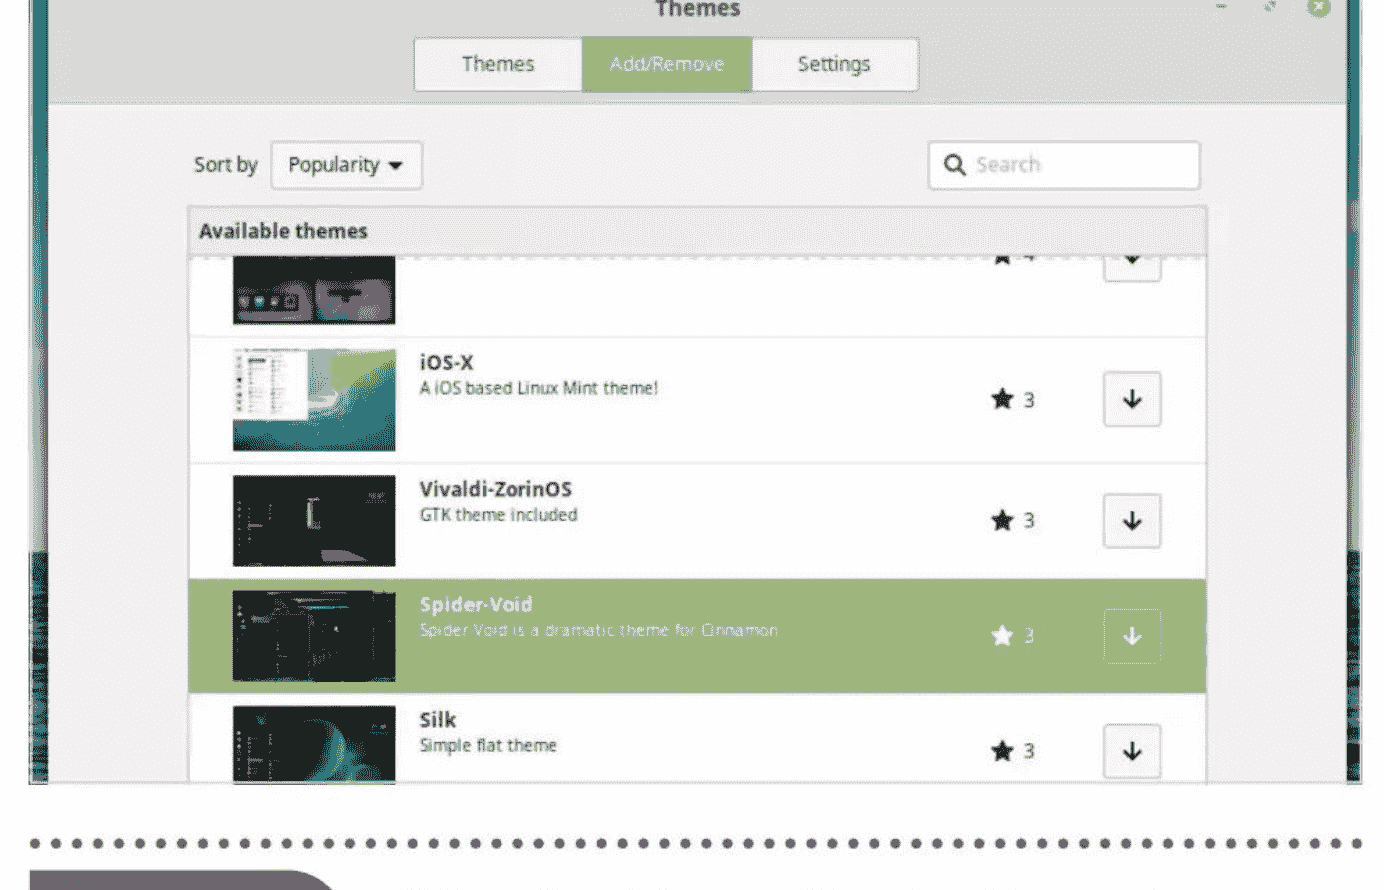 Themes
Themes Add/Remove Settings
Sort by Popularity Search
Available themes
iOS-X
A iOS based Linux Mint theme!
3
Vivaldi-ZorinOS
GTK theme included
3
Spider-Void
Spider Void is a dramatic theme for Cinnamon
3
Silk
Simple flat theme
3